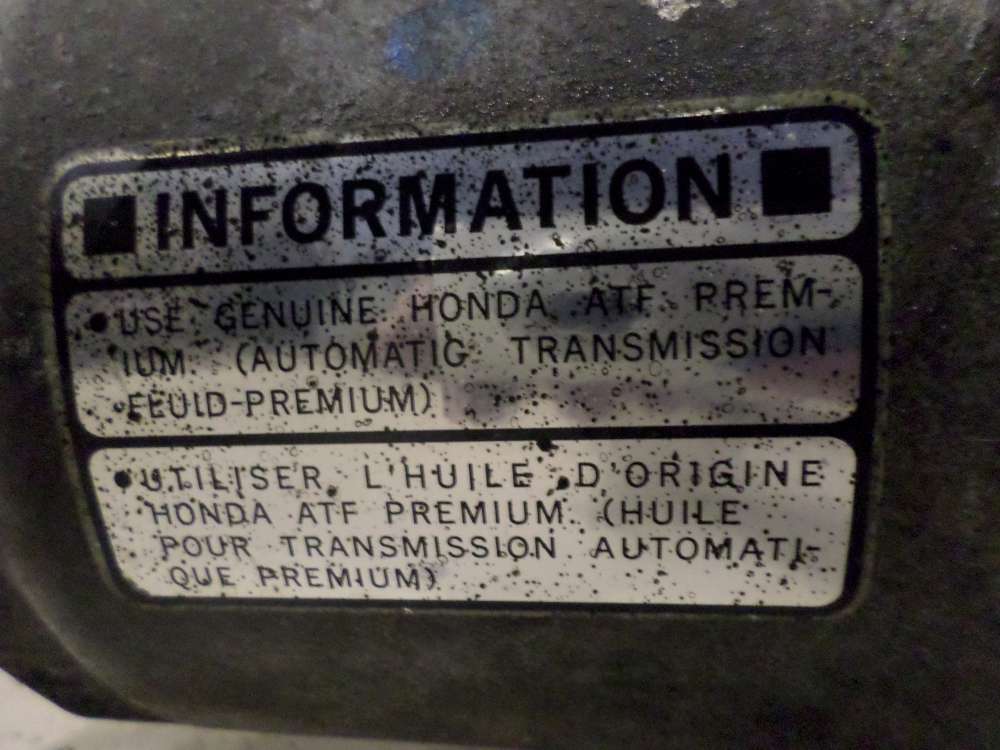 INFORMATION
• USE GENUINE HONDA ATF PREM-
IUM. (AUTOMATIC TRANSMISSION
FLUID-PREMIUM)
• UTILISER L'HUILE D'ORIGINE
HONDA ATF PREMIUM. (HUILE
POUR TRANSMISSION AUTOMATI-
QUE PREMIUM)